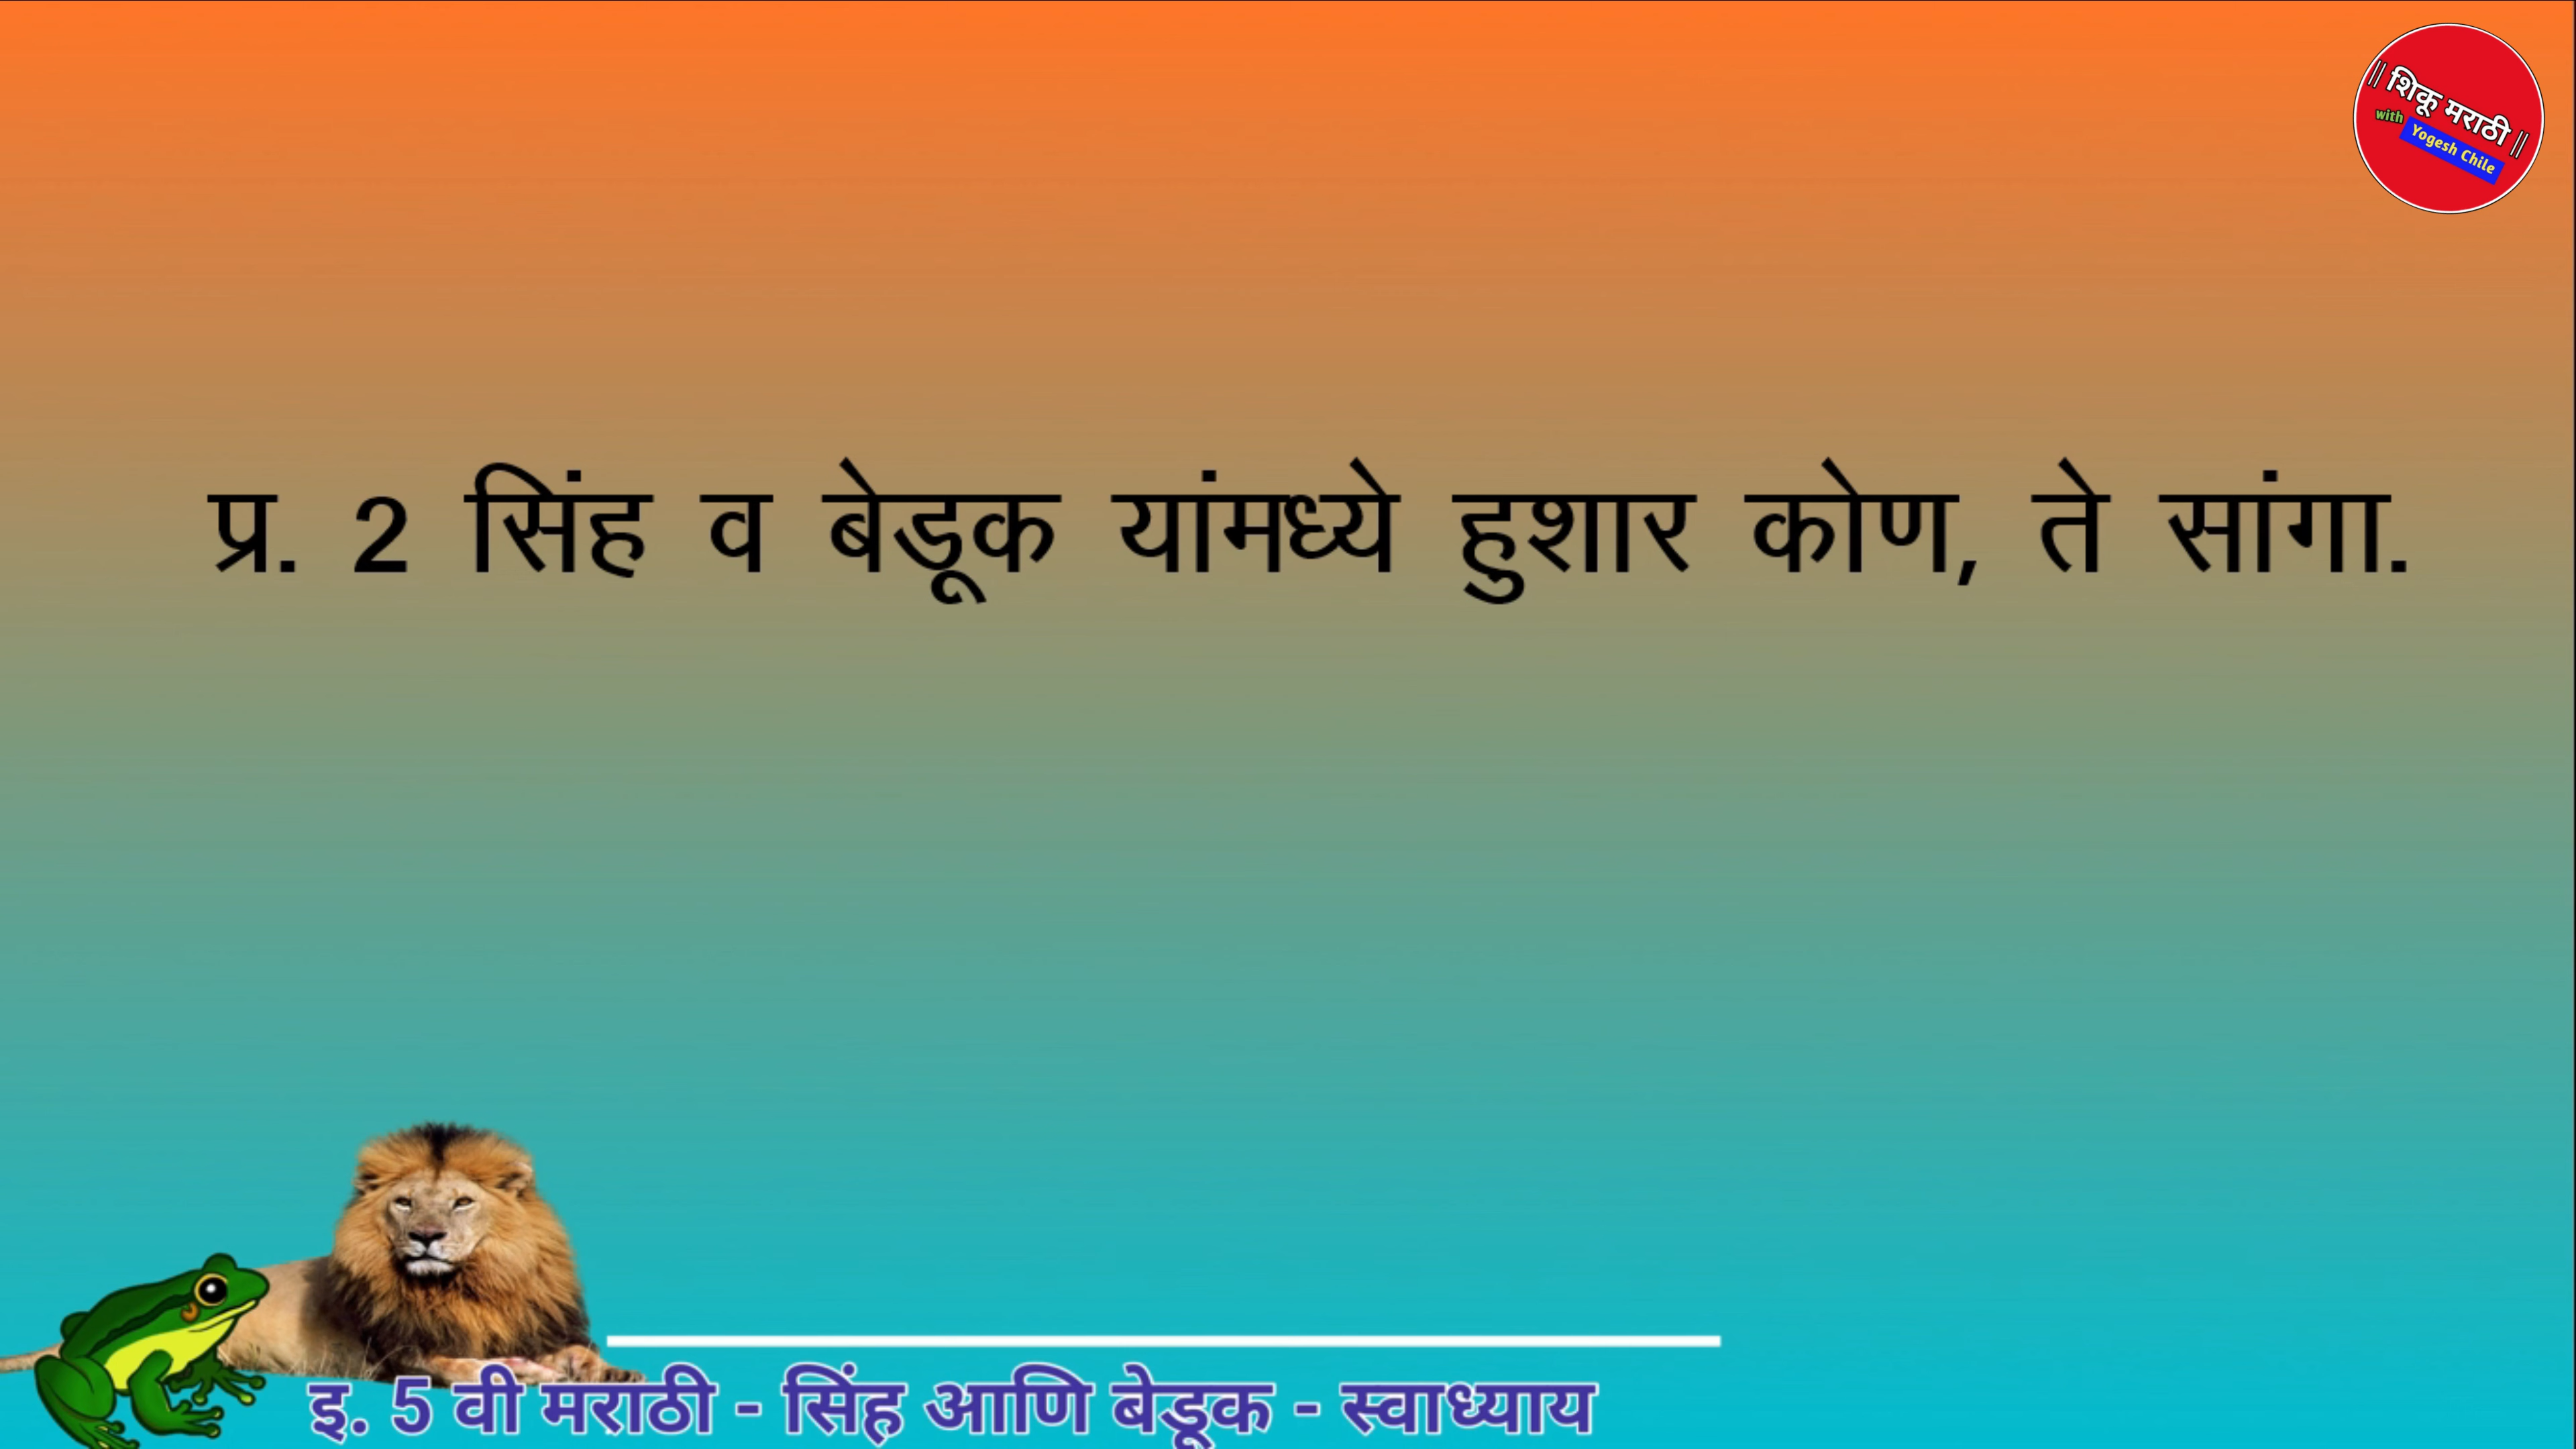 || शिकू मराठी ||
with
Yogesh Chile
प्र. 2 सिंह व बेडूक यांमध्ये हुशार कोण, ते सांगा.
इ. 5 वी मराठी - सिंह आणि बेडूक - स्वाध्याय